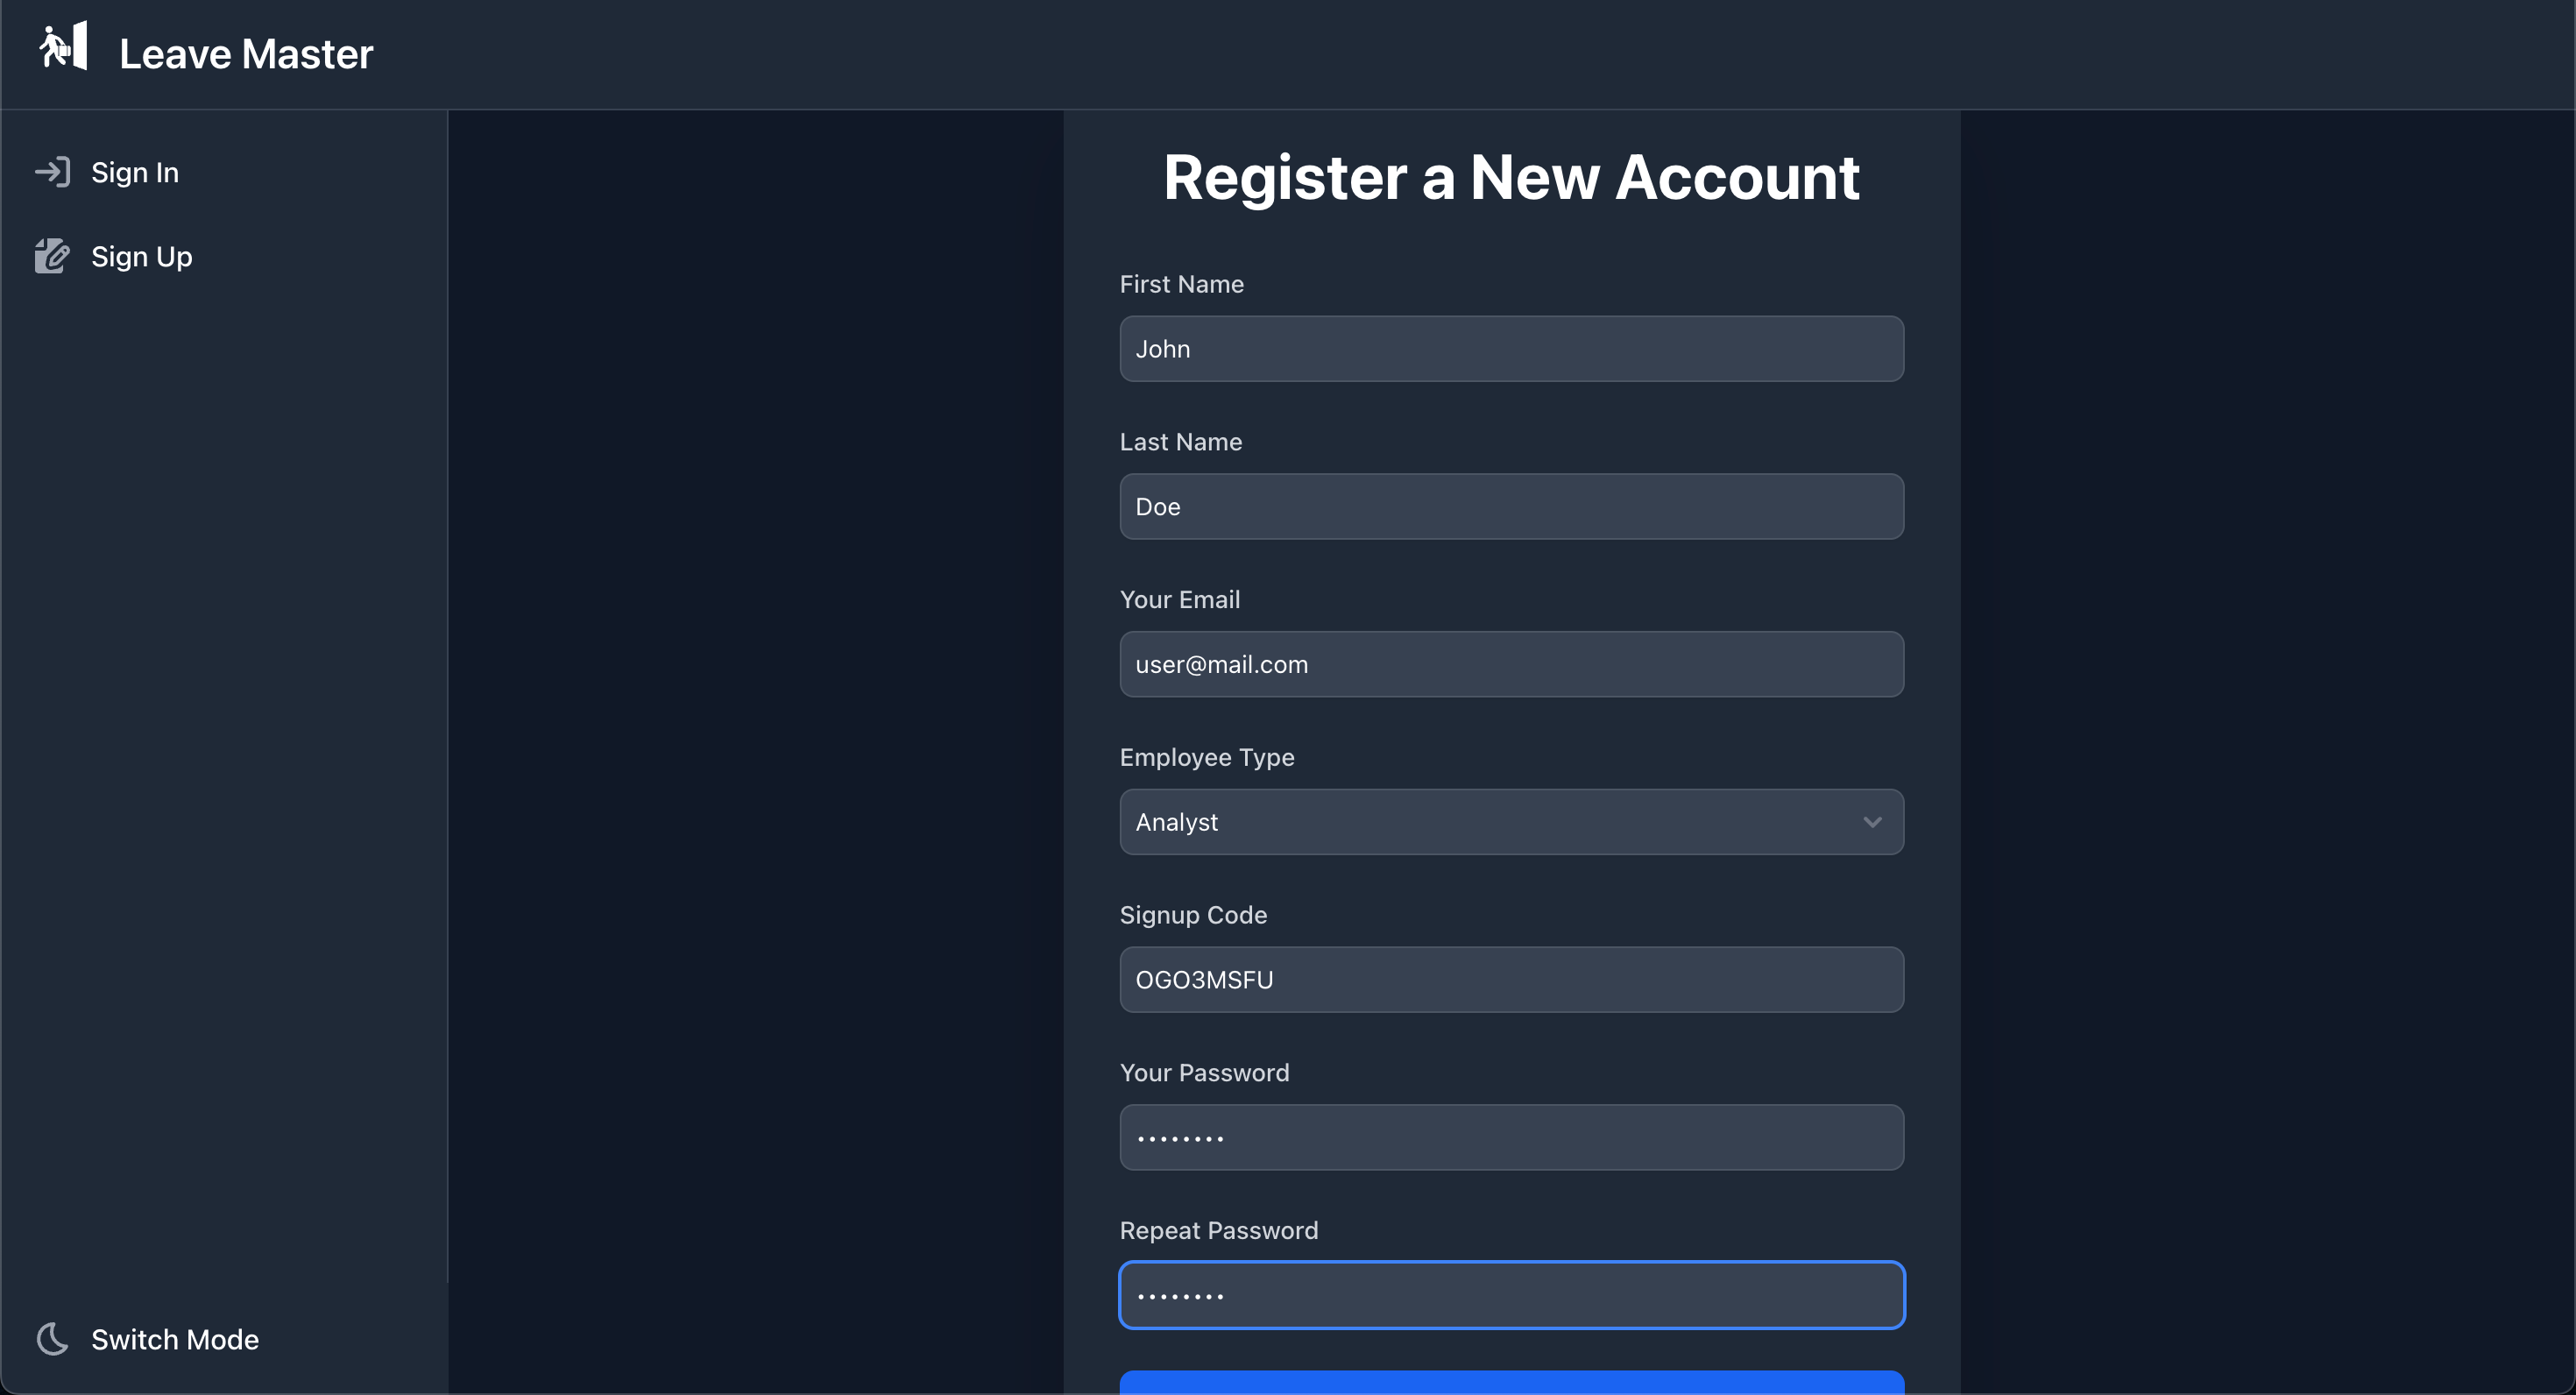 Leave Master
Sign In
Sign Up
Register a New Account
First Name
John
Last Name
Doe
Your Email
user@mail.com
Employee Type
Analyst
Signup Code
OGO3MSFU
Your Password
••••••••
Repeat Password
••••••••
Switch Mode